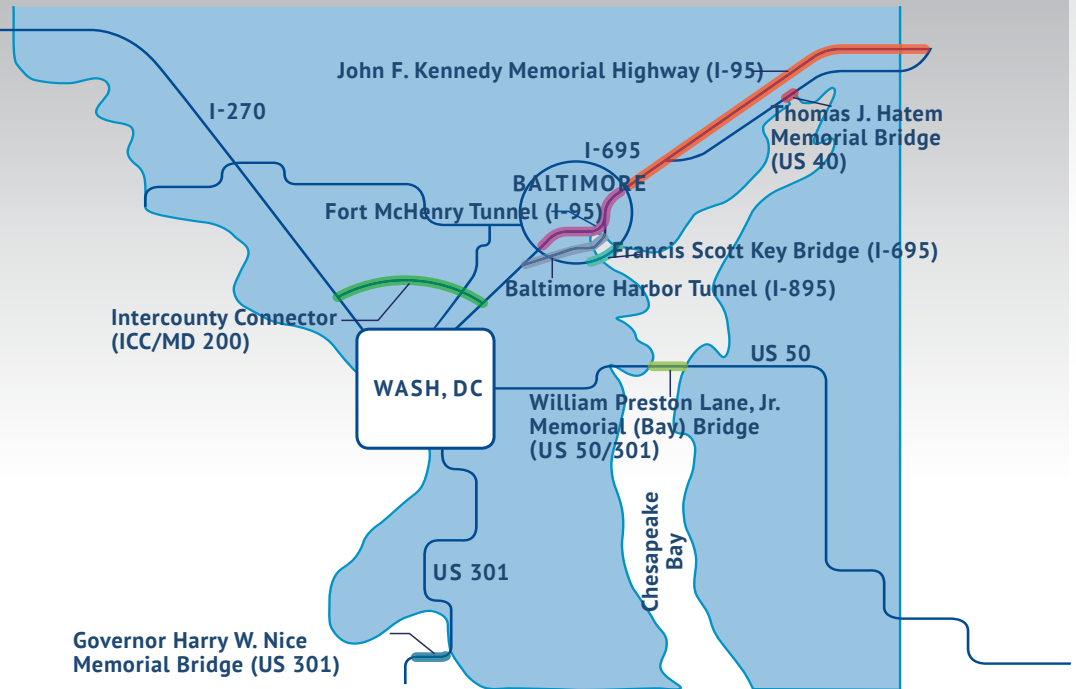 John F. Kennedy Memorial Highway (I-95)
I-270
Thomas J. Hatem
Memorial Bridge
(US 40)
I-695
BALTIMORE
Fort McHenry Tunnel (I-95)
Francis Scott Key Bridge (I-695)
Baltimore Harbor Tunnel (I-895)
Intercounty Connector
(ICC/MD 200)
US 50
WASH, DC
William Preston Lane, Jr.
Memorial (Bay) Bridge
(US 50/301)
Chesapeake
Bay
US 301
Governor Harry W. Nice
Memorial Bridge (US 301)